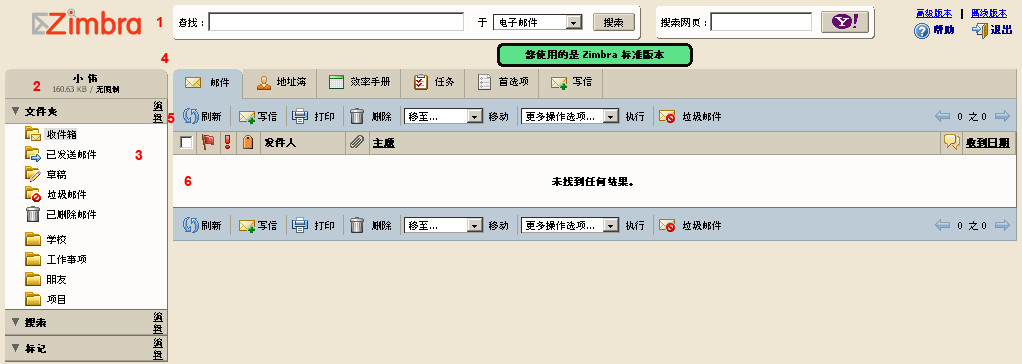 Zimbra 1 查找： 于 电子邮件 搜索 搜索网页： Y! 高级版本 | 离线版本
帮助 退出
4 您使用的是 Zimbra 标准版本
2 小 伟
160.63 KB / 无限制
邮件 地址簿 效率手册 任务 首选项 写信
文件夹 编辑
5 刷新 写信 打印 删除 移至... 移动 更多操作选项... 执行 垃圾邮件 0 之 0
收件箱
发件人 主题 收到日期
已发送邮件 3
草稿
6 未找到任何结果。
垃圾邮件
已删除邮件
刷新 写信 打印 删除 移至... 移动 更多操作选项... 执行 垃圾邮件 0 之 0
学校
工作事项
朋友
项目
搜索 编辑
标记 编辑